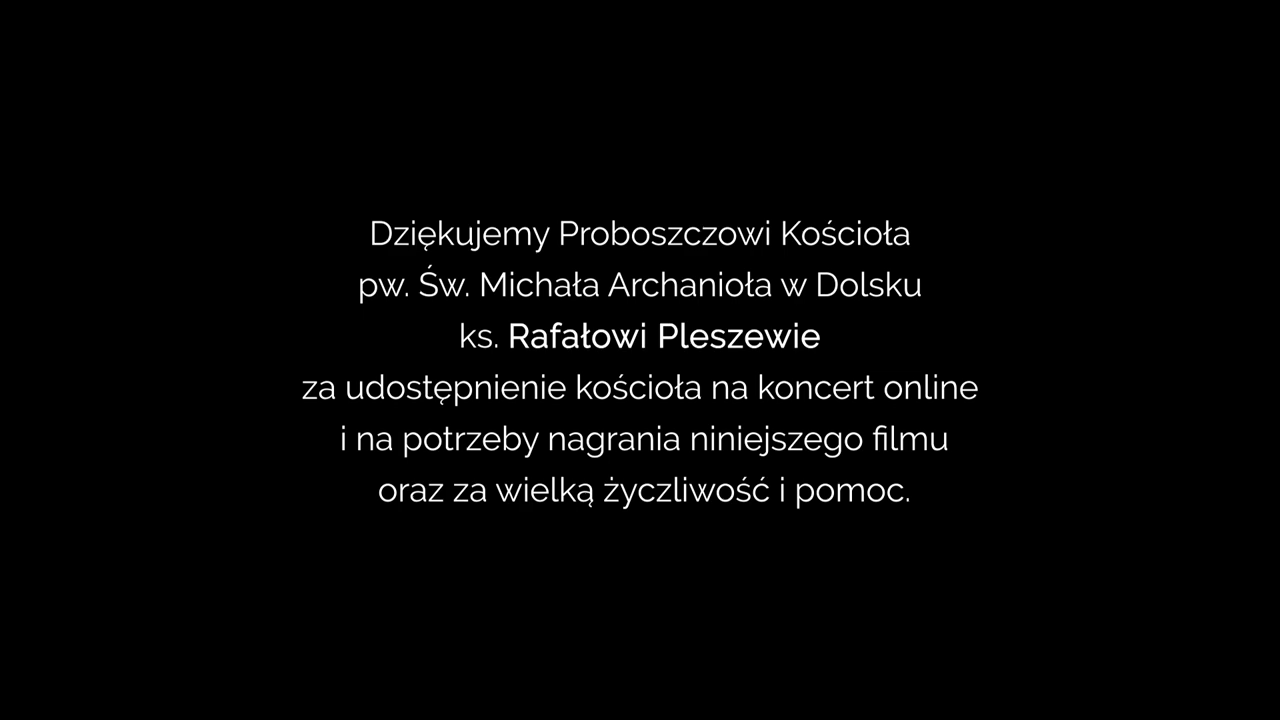 Dziękujemy Proboszczowi Kościoła
pw. Św. Michała Archanioła w Dolsku
ks. Rafałowi Pleszewie
za udostępnienie kościoła na koncert online
i na potrzeby nagrania niniejszego filmu
oraz za wielką życzliwość i pomoc.